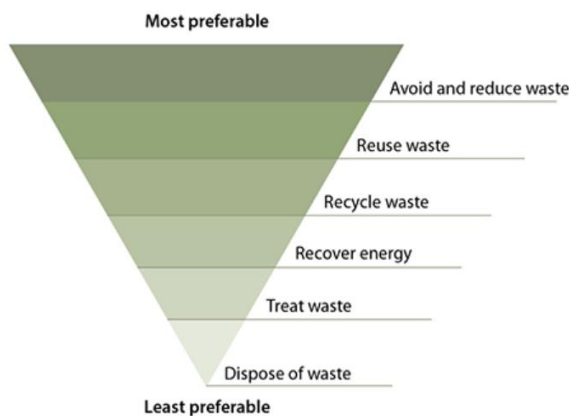 Most preferable
Avoid and reduce waste
Reuse waste
Recycle waste
Recover energy
Treat waste
Dispose of waste
Least preferable